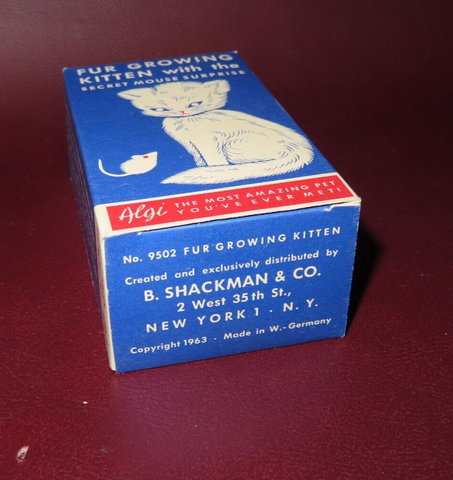 FUR GROWING
KITTEN with the
SECRET MOUSE SURPRISE
Algi THE MOST AMAZING PET
YOU'VE EVER MET!
No. 9502 FUR GROWING KITTEN
Created and exclusively distributed by
B. SHACKMAN & CO.
2 West 35th St.,
NEW YORK 1 · N. Y.
Copyright 1963 · Made in W.-Germany